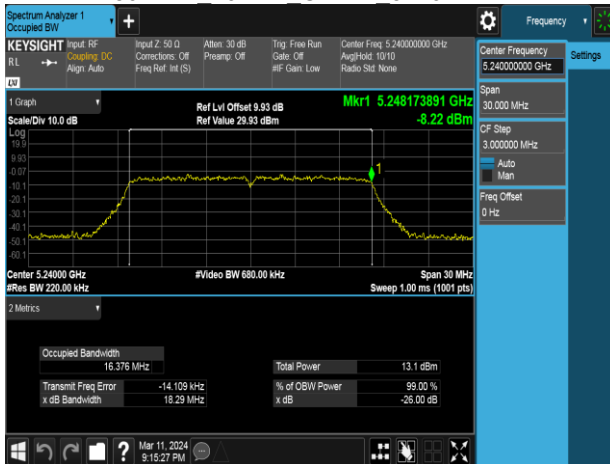 Spectrum Analyzer 1
Occupied BW
+
Frequency
KEYSIGHT
RL
LXI
Input: RF
Coupling: DC
Align: Auto
Input Z: 50 Ω
Corrections: Off
Freq Ref: Int (S)
Atten: 30 dB
Preamp: Off
Trig: Free Run
Gate: Off
#IF Gain: Low
Center Freq: 5.240000000 GHz
Avg|Hold: 10/10
Radio Std: None
Center Frequency
5.240000000 GHz
Settings
Span
30.000 MHz
CF Step
3.000000 MHz
Auto
Man
Freq Offset
0 Hz
1 Graph
Scale/Div 10.0 dB
Ref Lvl Offset 9.93 dB
Ref Value 29.93 dBm
Mkr1 5.248173891 GHz
-8.22 dBm
Log
19.9
9.93
-0.07
-10.1
-20.1
-30.1
-40.1
-50.1
-60.1
1
Center 5.24000 GHz
#Res BW 220.00 kHz
#Video BW 680.00 kHz
Span 30 MHz
Sweep 1.00 ms (1001 pts)
2 Metrics
Occupied Bandwidth
16.376 MHz
Total Power 13.1 dBm
Transmit Freq Error -14.109 kHz
% of OBW Power 99.00 %
x dB Bandwidth 18.29 MHz
x dB -26.00 dB
?
Mar 11, 2024
9:15:27 PM